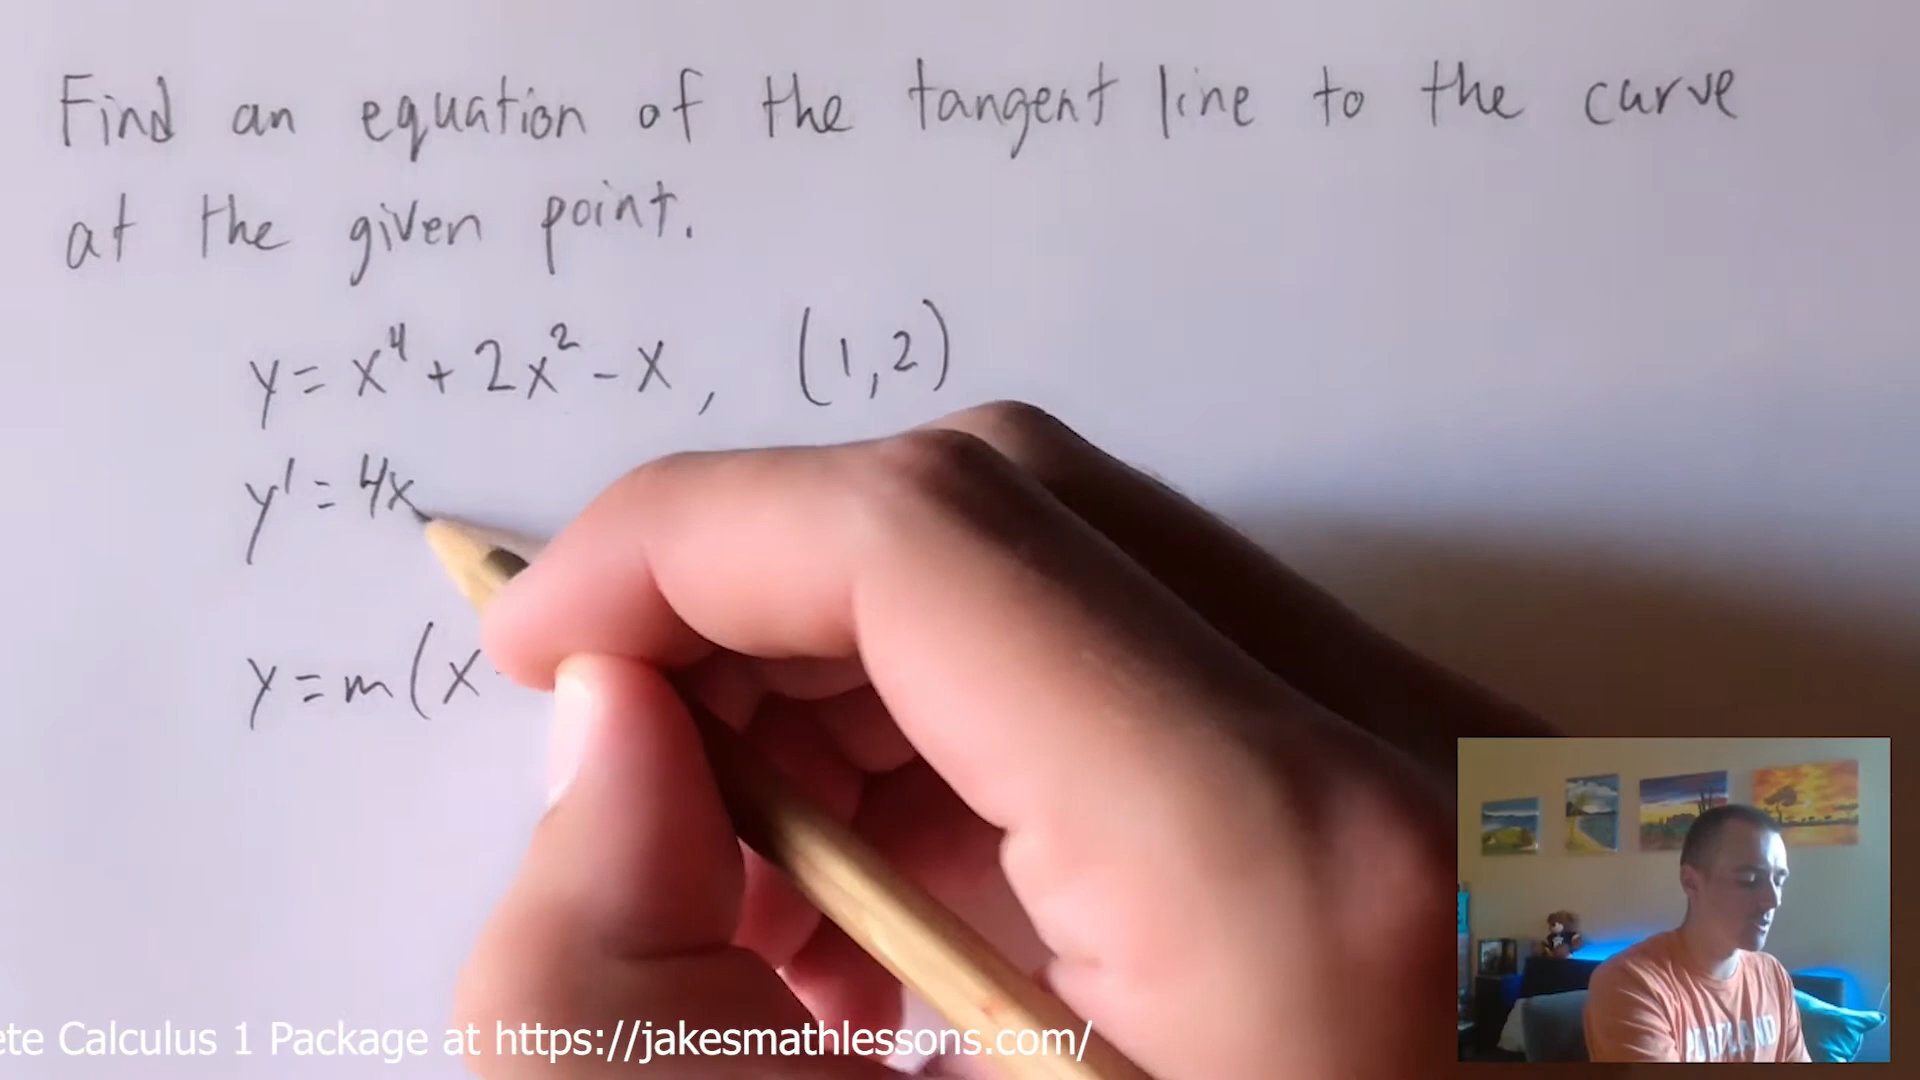 Find an equation of the tangent line to the curve
at the given point.
y = x⁴ + 2x² - x , (1,2)
y' = 4x
y = m(x
ete Calculus 1 Package at https://jakesmathlessons.com/